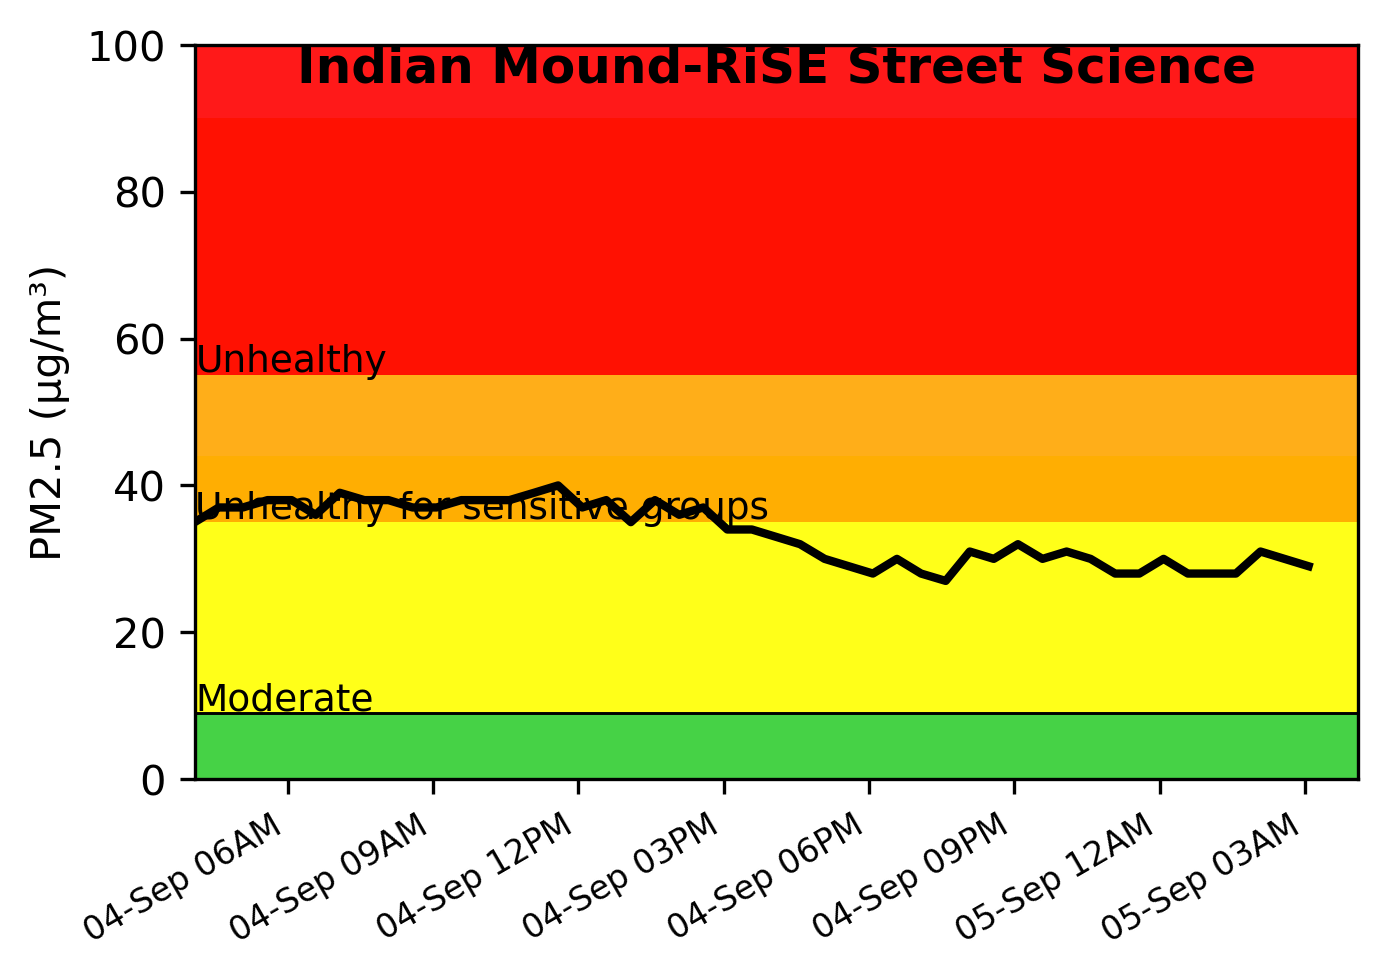 Indian Mound-RiSE Street Science
100
80
60
40
20
0
PM2.5 (µg/m³)
Unhealthy
Unhealthy for sensitive groups
Moderate
04-Sep 06AM
04-Sep 09AM
04-Sep 12PM
04-Sep 03PM
04-Sep 06PM
04-Sep 09PM
05-Sep 12AM
05-Sep 03AM